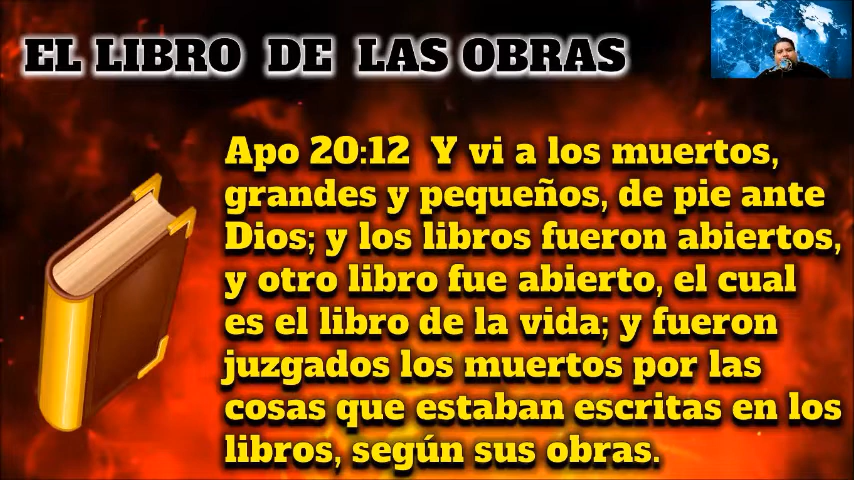 EL LIBRO DE LAS OBRAS
Apo 20:12 Y vi a los muertos,
grandes y pequeños, de pie ante
Dios; y los libros fueron abiertos,
y otro libro fue abierto, el cual
es el libro de la vida; y fueron
juzgados los muertos por las
cosas que estaban escritas en los
libros, según sus obras.